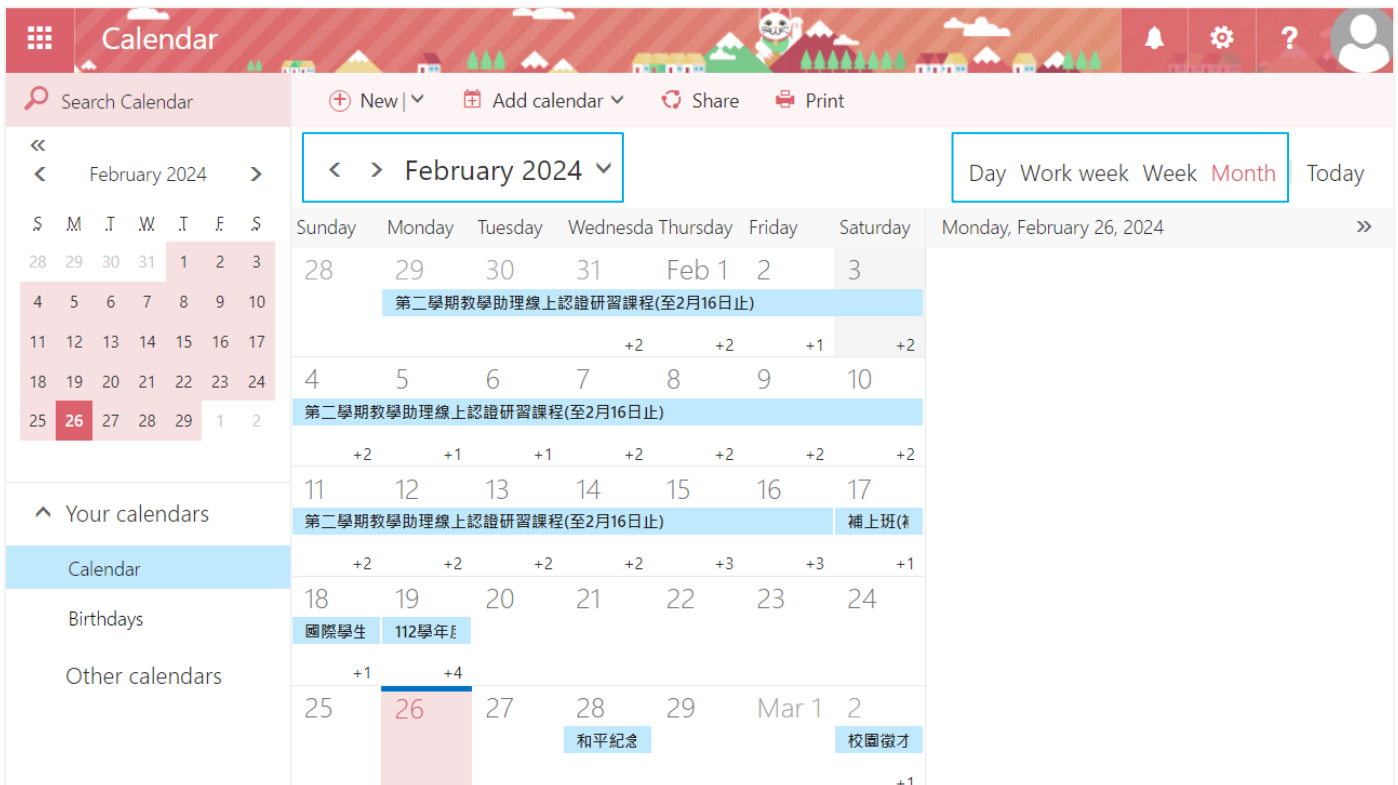 Calendar
?
Search Calendar
New
Add calendar
Share
Print
February 2024
S M T W T F S
28 29 30 31 1 2 3
4 5 6 7 8 9 10
11 12 13 14 15 16 17
18 19 20 21 22 23 24
25 26 27 28 29 1 2
Your calendars
Calendar
Birthdays
Other calendars
February 2024
Day Work week Week Month Today
Sunday Monday Tuesday Wednesda Thursday Friday Saturday
28 29 30 31 Feb 1 2 3
第二學期教學助理線上認證研習課程(至2月16日止)
+2 +2 +1 +2
4 5 6 7 8 9 10
第二學期教學助理線上認證研習課程(至2月16日止)
+2 +1 +1 +2 +2 +2 +2
11 12 13 14 15 16 17
第二學期教學助理線上認證研習課程(至2月16日止) 補上班(
+2 +2 +2 +2 +3 +3 +1
18 19 20 21 22 23 24
國際學生 112學年
+1 +4
25 26 27 28 29 Mar 1 2
和平紀念 校園徵才
+1
Monday, February 26, 2024